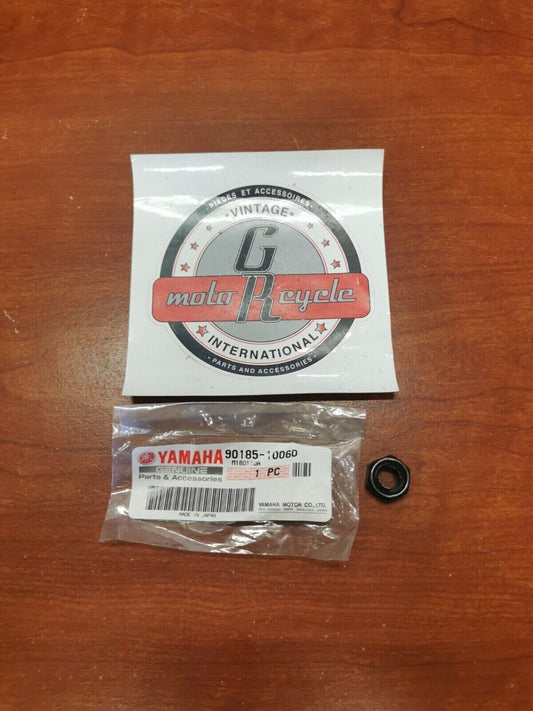 · PIECES ET ACCESSOIRES ·
· VINTAGE ·
GR
moto cycle
INTERNATIONAL
· PARTS AND ACCESSORIES ·
YAMAHA 90185-10060
GENUINE
Parts & Accessories
1 PC
YAMAHA MOTOR CO., LTD.
MADE IN JAPAN